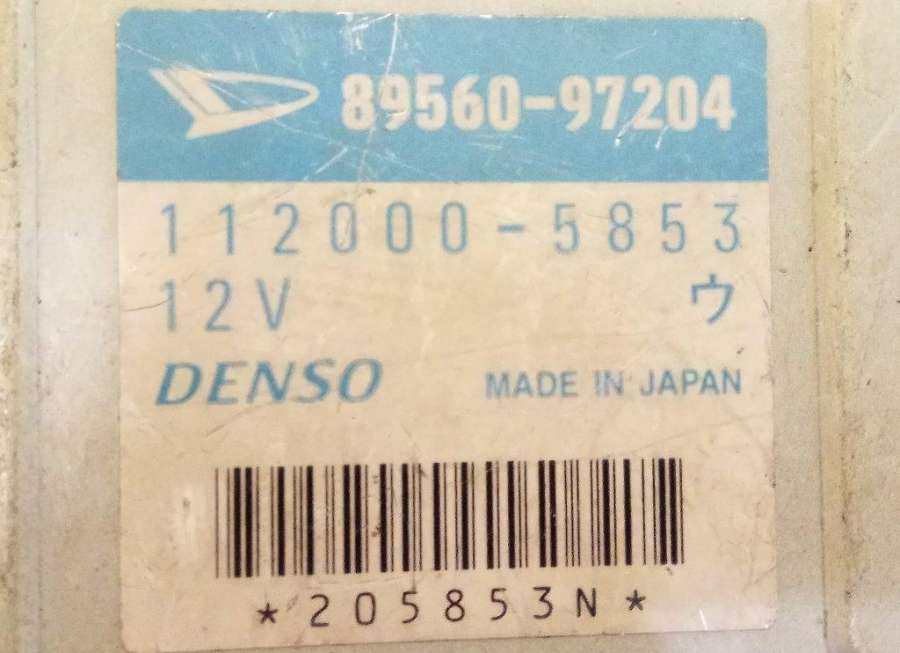 89560-97204
112000-5853
12V ウ
DENSO MADE IN JAPAN
*205853N*